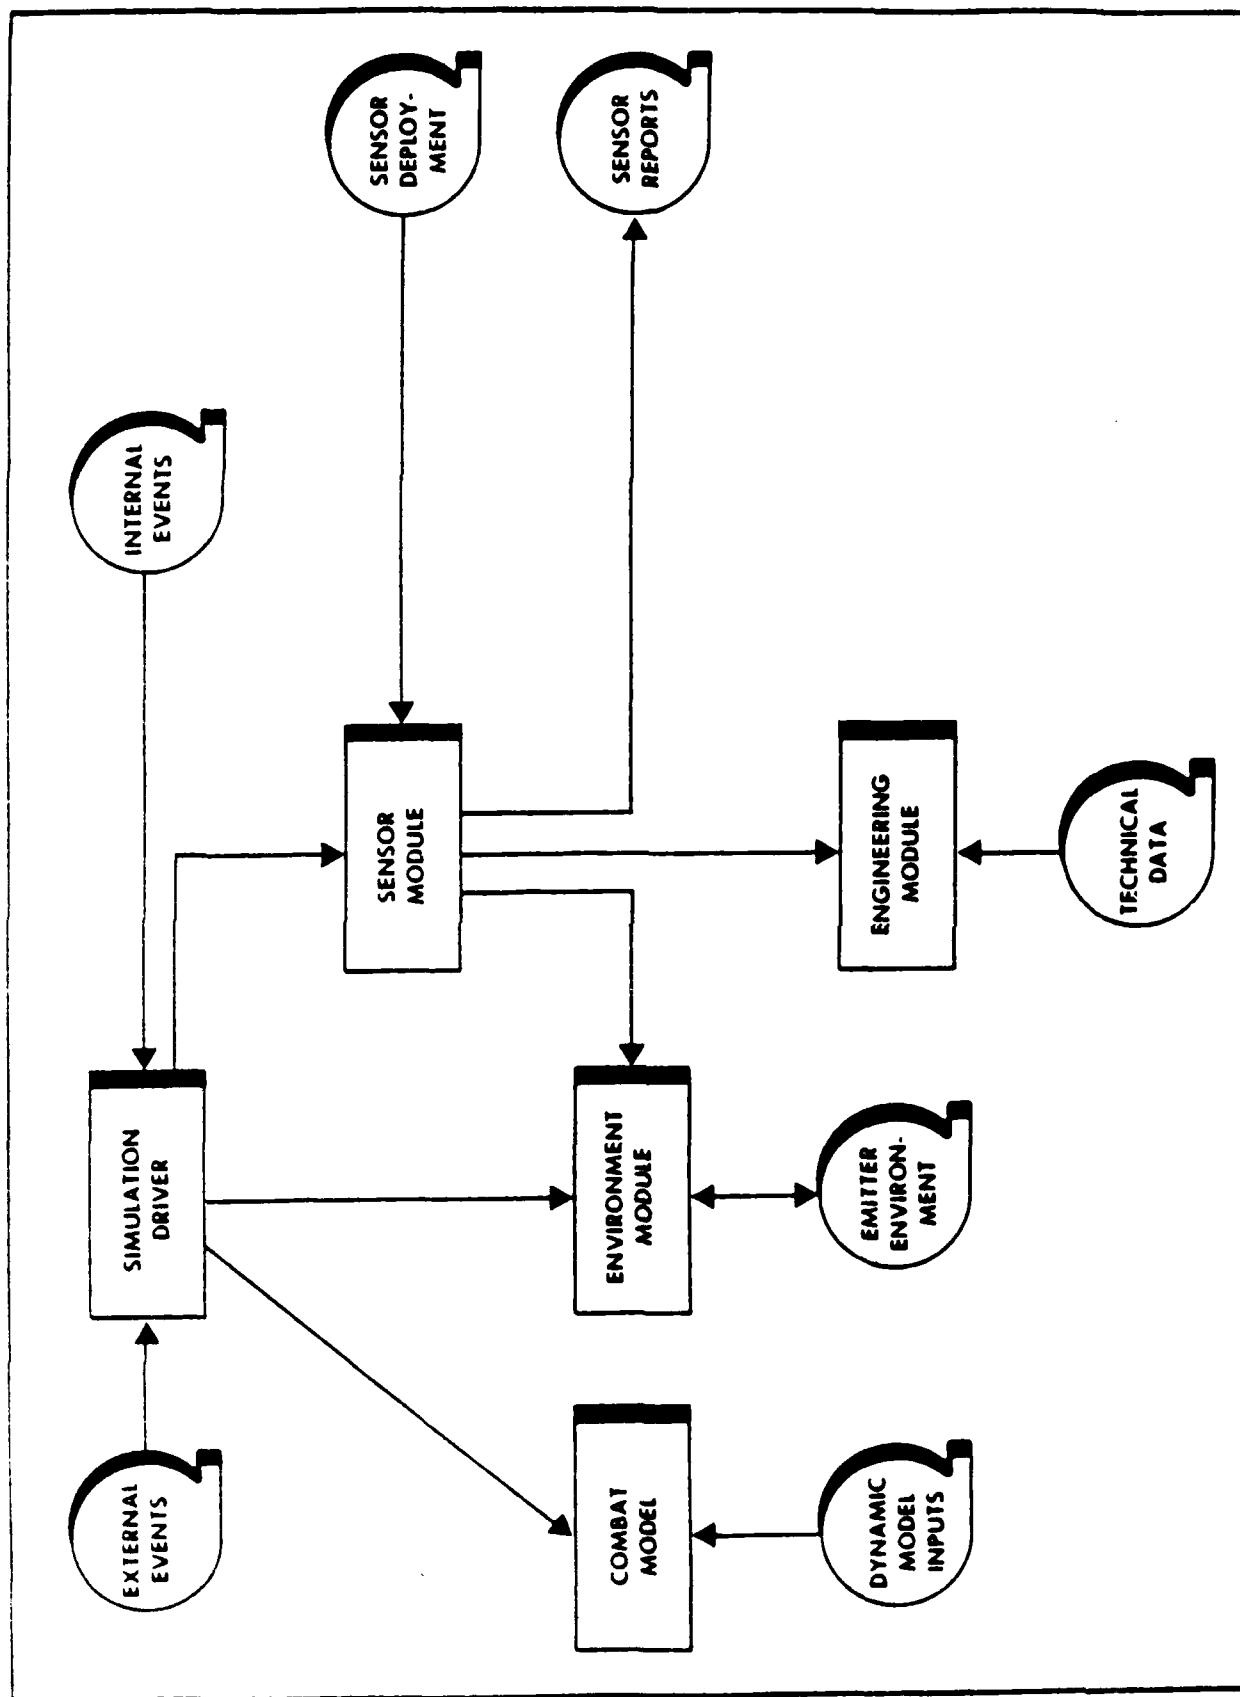 EXTERNAL
EVENTS
SIMULATION
DRIVER
INTERNAL
EVENTS
SENSOR
MODULE
SENSOR
DEPLOY-
MENT
COMBAT
MODEL
ENVIRONMENT
MODULE
SENSOR
REPORTS
DYNAMIC
MODEL
INPUTS
EMITTER
ENVIRON-
MENT
ENGINEERING
MODULE
TECHNICAL
DATA